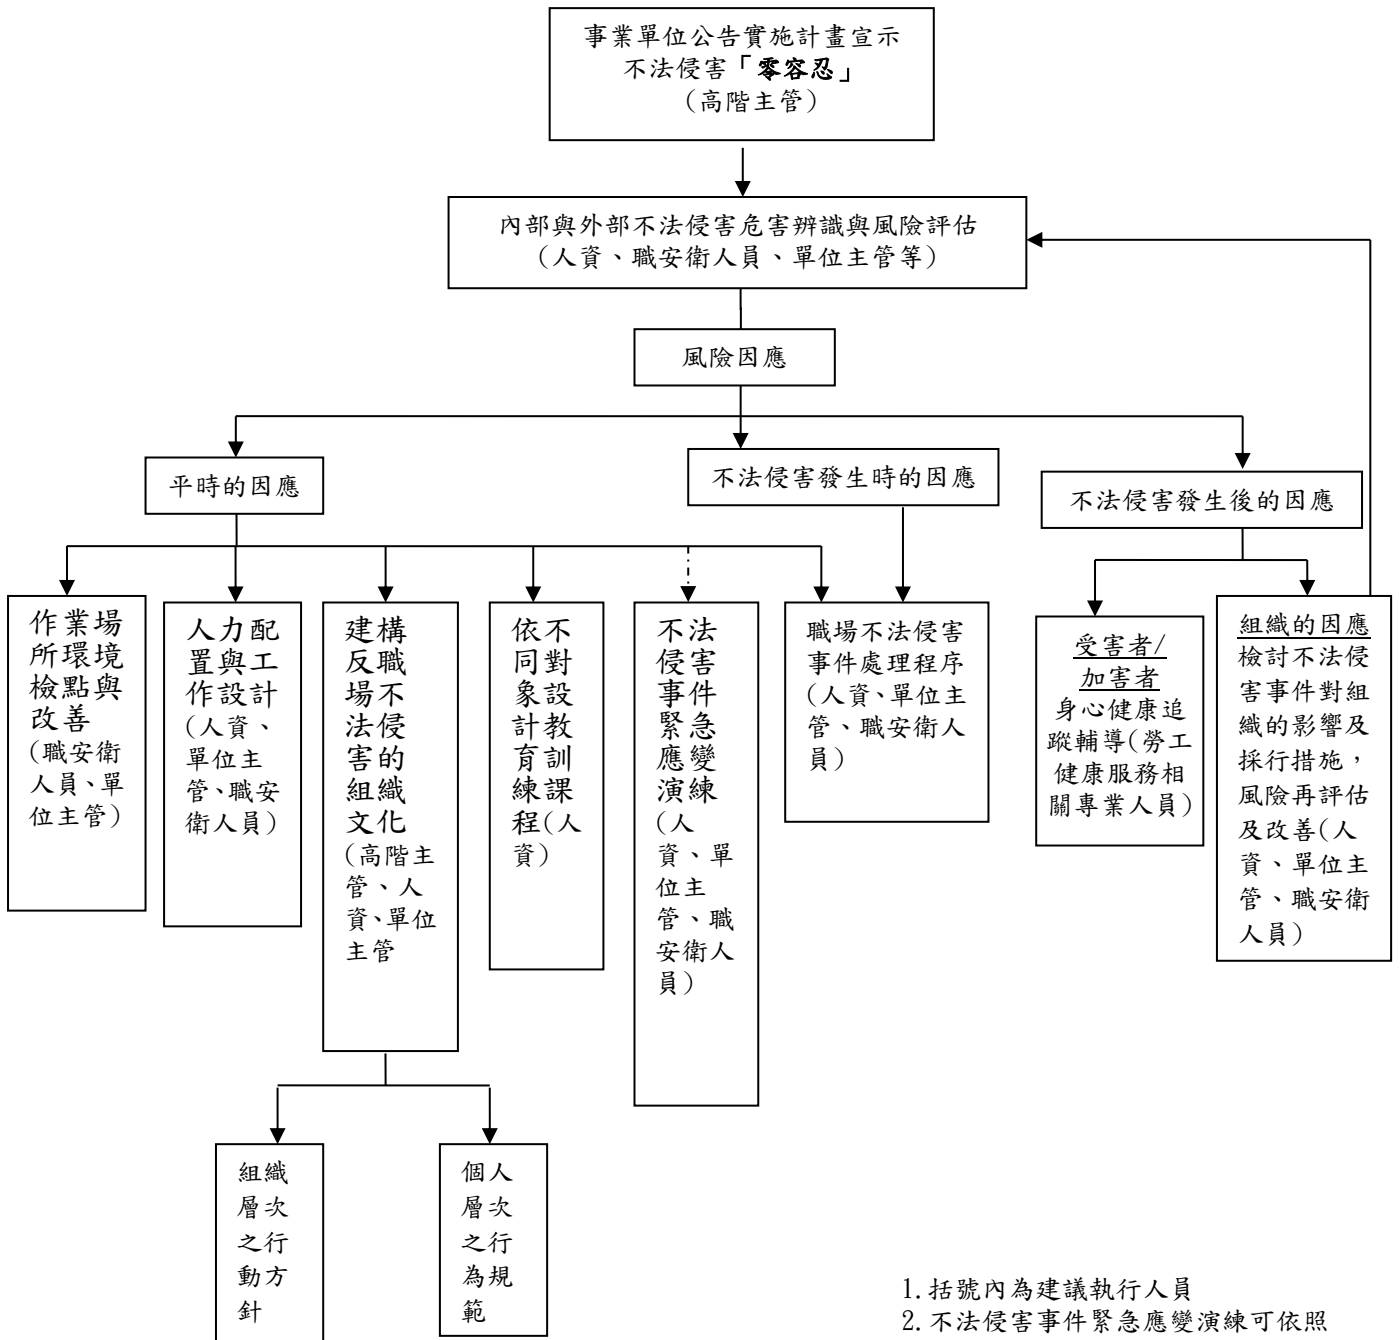 事業單位公告實施計畫宣示
不法侵害「零容忍」
(高階主管)
內部與外部不法侵害危害辨識與風險評估
(人資、職安衛人員、單位主管等)
風險因應
平時的因應
不法侵害發生時的因應
不法侵害發生後的因應
作業場
所環境
檢點與
改善
(職安衛
人員、單
位主管)
人力配
置與工
作設計
(人資、
單位主
管、職安
衛人員)
建構
反職
場不
法侵
害的
組織
文化
(高階主
管、人
資、單位
主管
依不
同對
象設
計教
育訓
練課
程(人
資)
不法
侵害
事件
緊急
應變
演練
(人
資、單
位主
管、職
安衛人
員)
職場不法侵害
事件處理程序
(人資、單位主
管、職安衛人
員)
受害者/
加害者
身心健康追
蹤輔導(勞工
健康服務相
關專業人員)
組織的因應
檢討不法侵
害事件對組
織的影響及
採行措施，
風險再評估
及改善(人
資、單位主
管、職安衛
人員)
組織
層次
之行
動方
針
個人
層次
之行
為規
範
1.括號內為建議執行人員
2.不法侵害事件緊急應變演練可依照